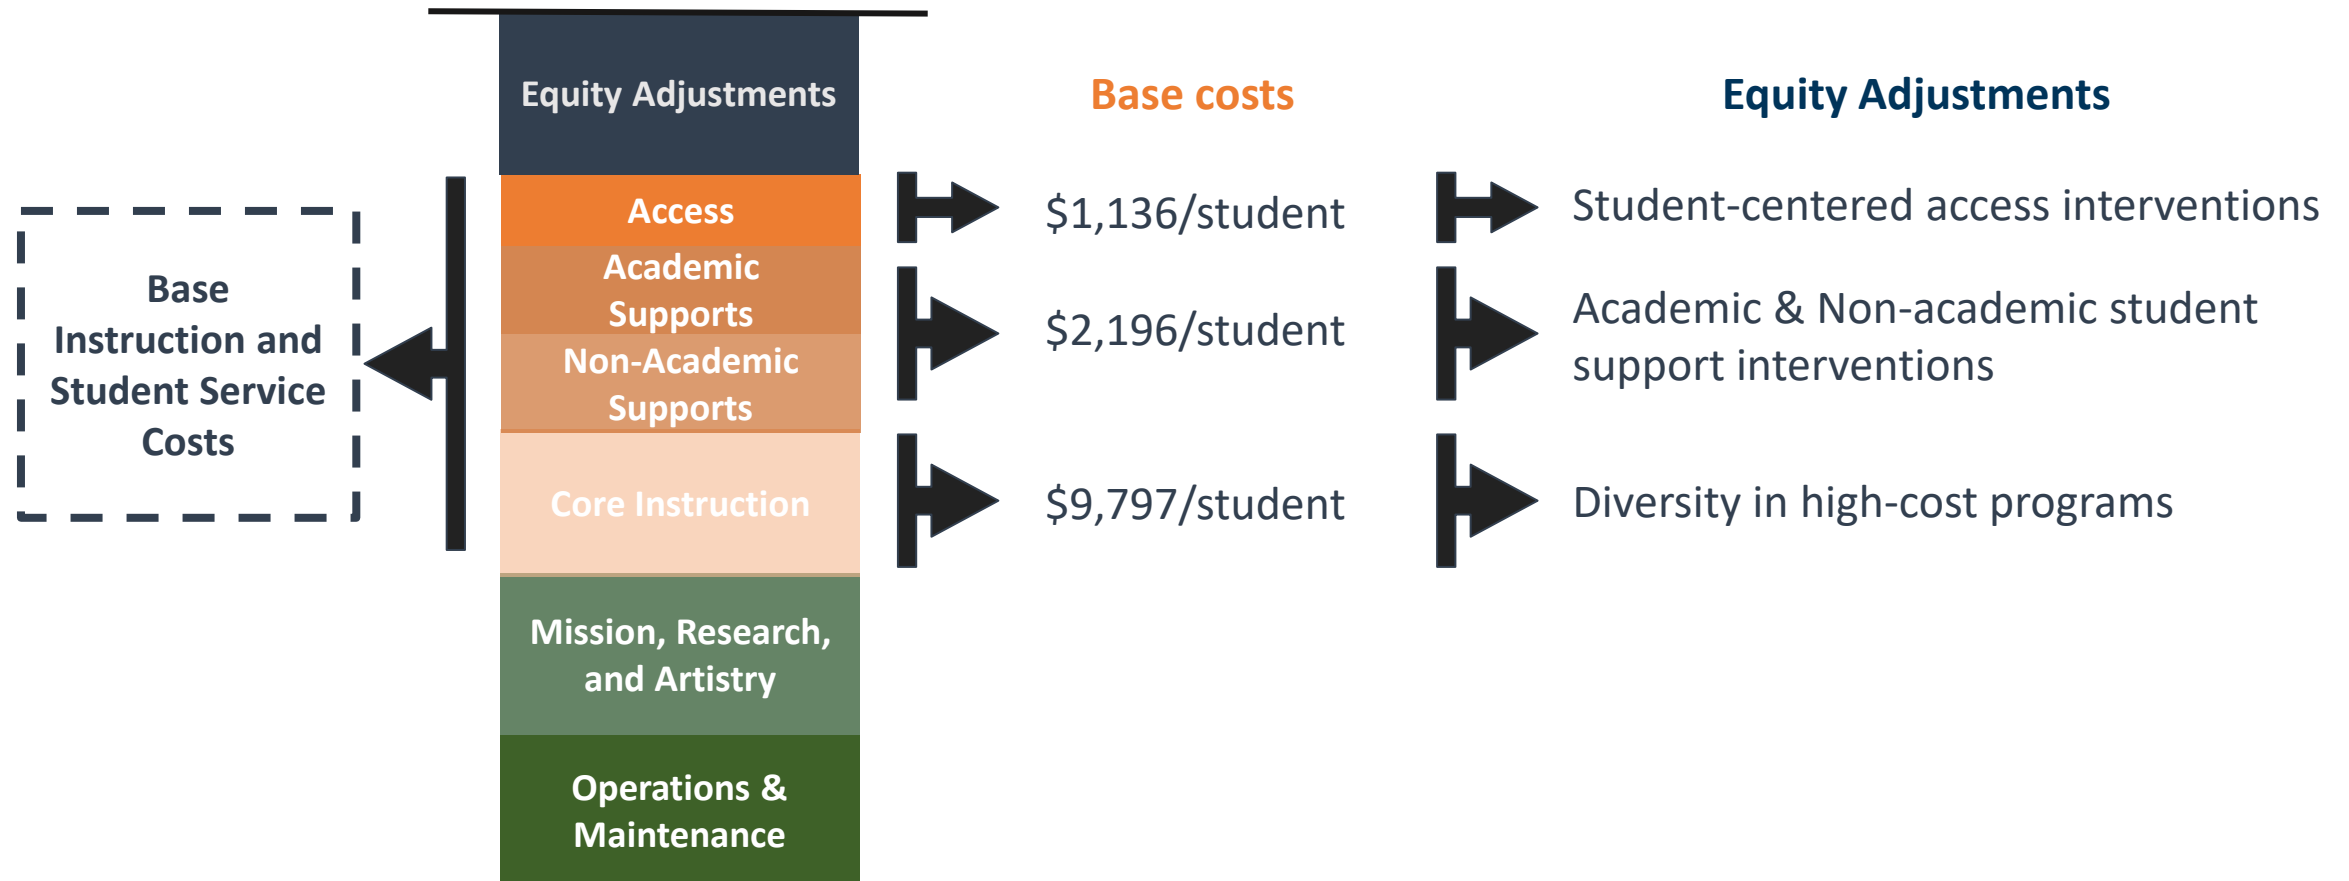 Equity Adjustments
Base costs
Equity Adjustments
Base
Instruction and
Student Service
Costs
Access
Academic
Supports
Non-Academic
Supports
Core Instruction
Mission, Research,
and Artistry
Operations &
Maintenance
$1,136/student
$2,196/student
$9,797/student
Student-centered access interventions
Academic & Non-academic student
support interventions
Diversity in high-cost programs